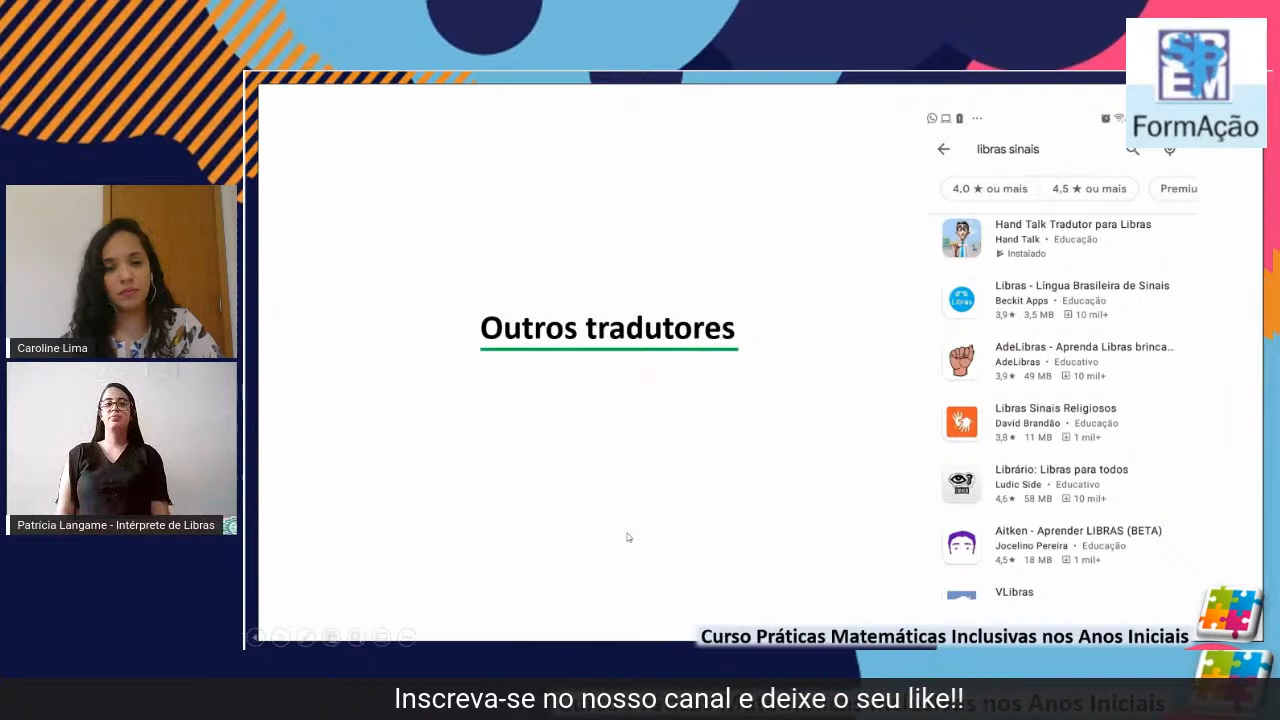 SBEM
FormAção
libras sinais
4,0 ★ ou mais
4,5 ★ ou mais
Premiu
Hand Talk Tradutor para Libras
Hand Talk • Educação
Instalado
Libras - Língua Brasileira de Sinais
Beckit Apps • Educação
3,9★ 3,5 MB 10 mil+
AdeLibras - Aprenda Libras brinca...
AdeLibras • Educativo
3,9★ 49 MB 10 mil+
Libras Sinais Religiosos
David Brandão • Educação
3,8★ 11 MB 1 mil+
Librário: Libras para todos
Ludic Side • Educativo
4,6★ 58 MB 10 mil+
Aitken - Aprender LIBRAS (BETA)
Jocelino Pereira • Educação
4,5★ 18 MB 1 mil+
VLibras
Libras
Outros tradutores
Caroline Lima
Patrícia Langame - Intérprete de Libras
Curso Práticas Matemáticas Inclusivas nos Anos Iniciais
Inscreva-se no nosso canal e deixe o seu like!!